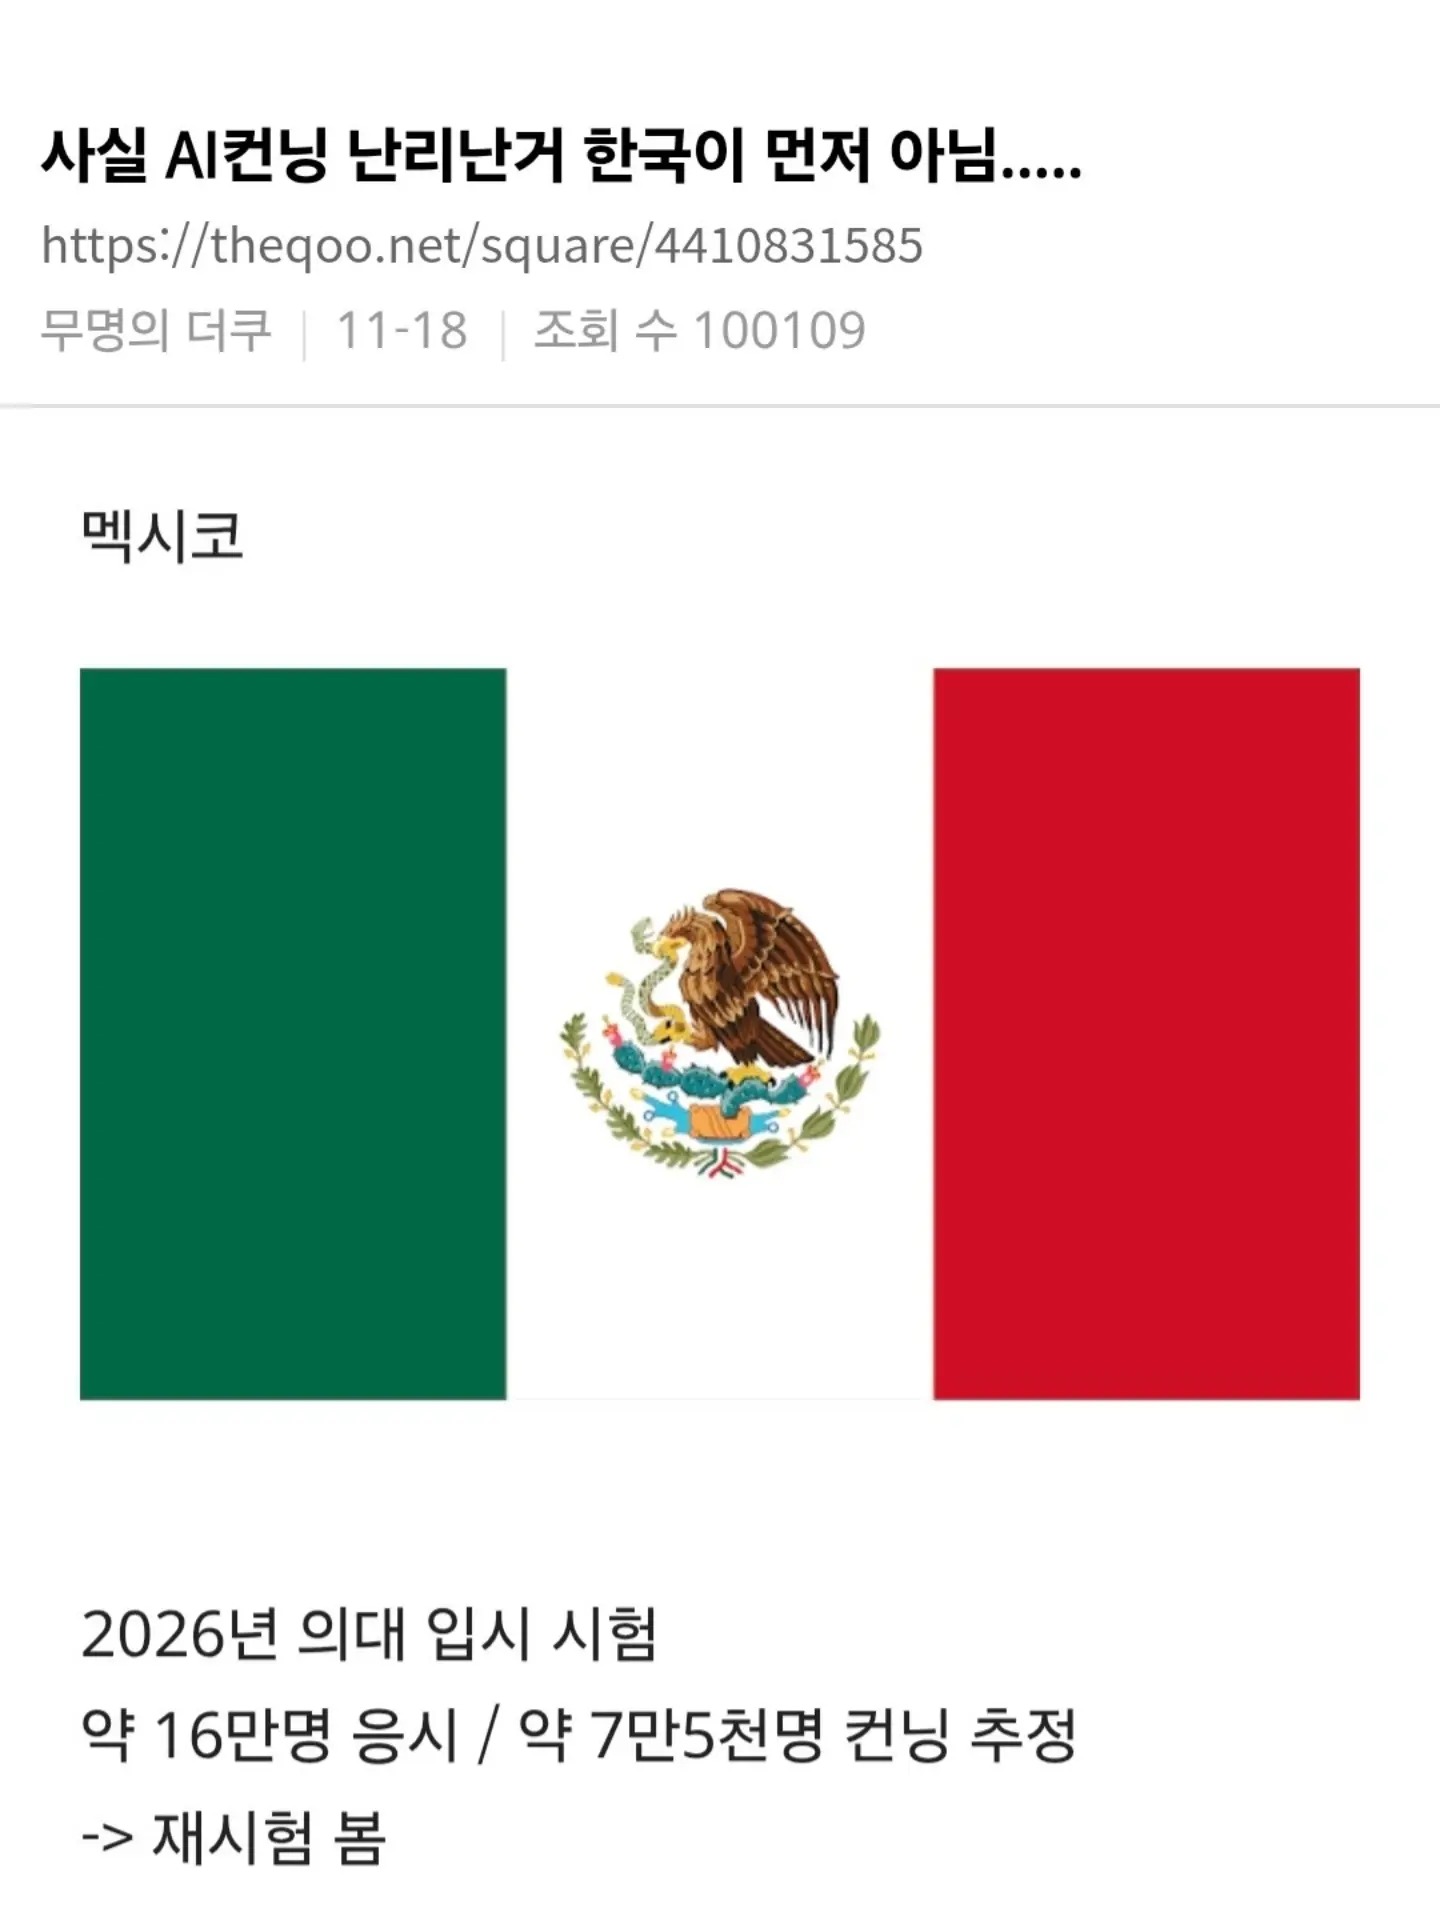 사실 AI컨닝 난리난거 한국이 먼저 아님.....
https://theqoo.net/square/4410831585
무명의 더쿠 | 11-18 | 조회 수 100109
멕시코
2026년 의대 입시 시험
약 16만명 응시 / 약 7만5천명 컨닝 추정
-> 재시험 봄